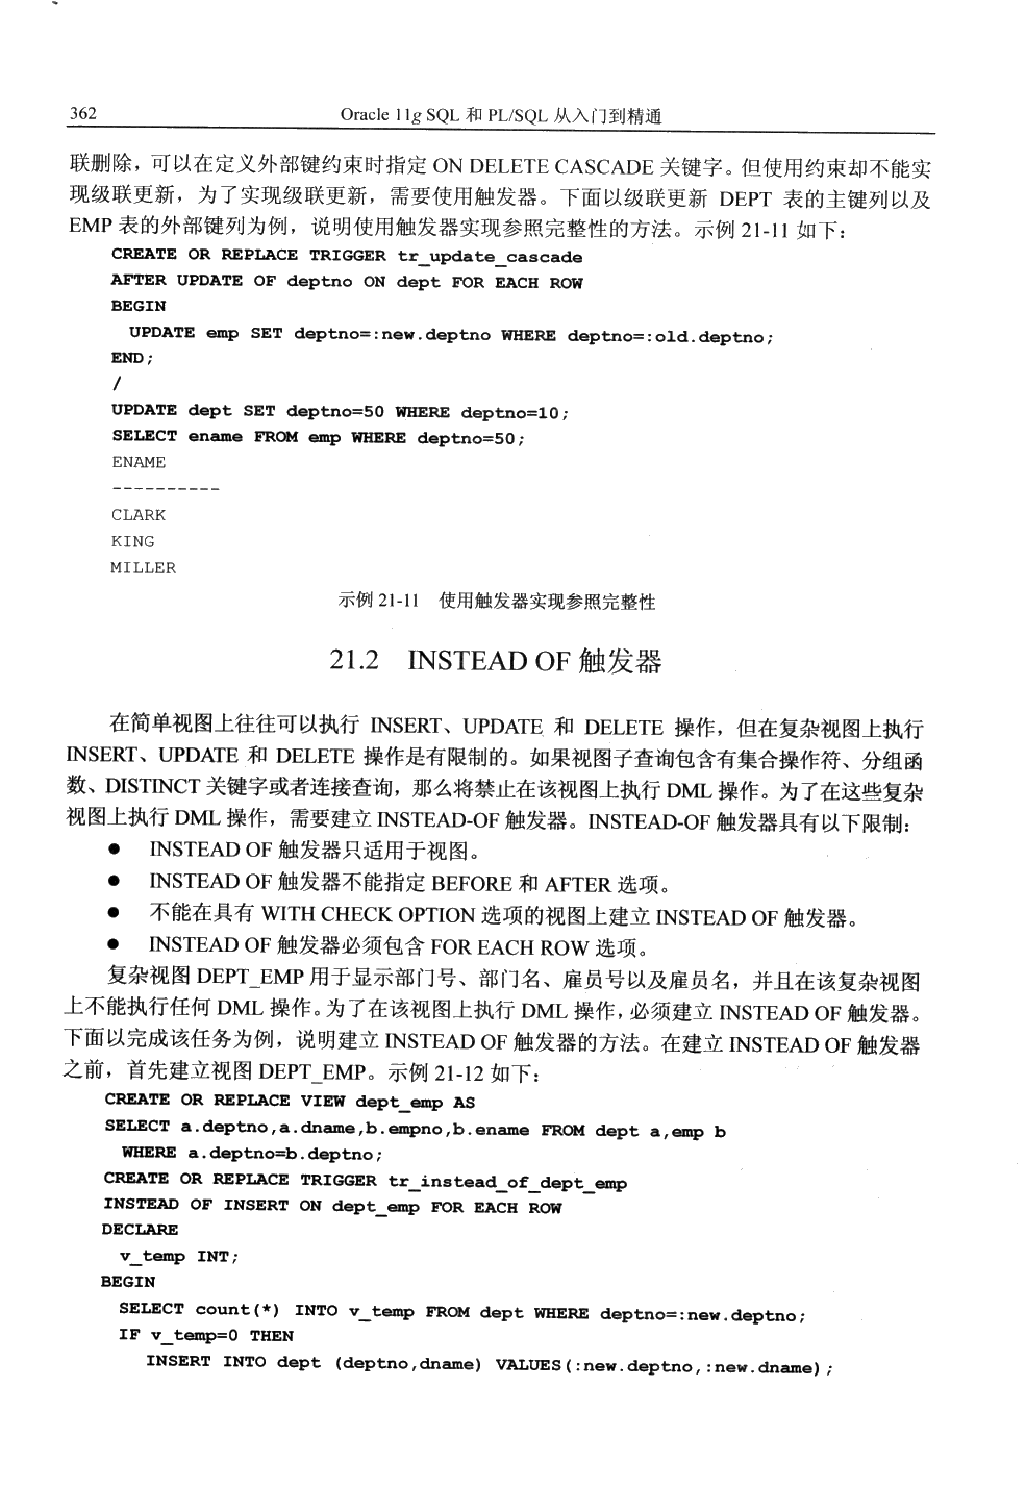 362 Oracle 11g SQL 和 PL/SQL 从入门到精通
联删除，可以在定义外部键约束时指定 ON DELETE CASCADE 关键字。但使用约束却不能实
现级联更新，为了实现级联更新，需要使用触发器。下面以级联更新 DEPT 表的主键列以及
EMP 表的外部键列为例，说明使用触发器实现参照完整性的方法。示例 21-11 如下：
CREATE OR REPLACE TRIGGER tr_update_cascade
AFTER UPDATE OF deptno ON dept FOR EACH ROW
BEGIN
UPDATE emp SET deptno=:new.deptno WHERE deptno=:old.deptno;
END;
/
UPDATE dept SET deptno=50 WHERE deptno=10;
SELECT ename FROM emp WHERE deptno=50;
ENAME
----------
CLARK
KING
MILLER
示例 21-11 使用触发器实现参照完整性
21.2 INSTEAD OF 触发器
在简单视图上往往可以执行 INSERT、UPDATE 和 DELETE 操作，但在复杂视图上执行
INSERT、UPDATE 和 DELETE 操作是有限制的。如果视图子查询包含有集合操作符、分组函
数、DISTINCT 关键字或者连接查询，那么将禁止在该视图上执行 DML 操作。为了在这些复杂
视图上执行 DML 操作，需要建立 INSTEAD-OF 触发器。INSTEAD-OF 触发器具有以下限制：
● INSTEAD OF 触发器只适用于视图。
● INSTEAD OF 触发器不能指定 BEFORE 和 AFTER 选项。
● 不能在具有 WITH CHECK OPTION 选项的视图上建立 INSTEAD OF 触发器。
● INSTEAD OF 触发器必须包含 FOR EACH ROW 选项。
复杂视图 DEPT_EMP 用于显示部门号、部门名、雇员号以及雇员名，并且在该复杂视图
上不能执行任何 DML 操作。为了在该视图上执行 DML 操作，必须建立 INSTEAD OF 触发器。
下面以完成该任务为例，说明建立 INSTEAD OF 触发器的方法。在建立 INSTEAD OF 触发器
之前，首先建立视图 DEPT_EMP。示例 21-12 如下：
CREATE OR REPLACE VIEW dept_emp AS
SELECT a.deptno,a.dname,b.empno,b.ename FROM dept a,emp b
WHERE a.deptno=b.deptno;
CREATE OR REPLACE TRIGGER tr_instead_of_dept_emp
INSTEAD OF INSERT ON dept_emp FOR EACH ROW
DECLARE
v_temp INT;
BEGIN
SELECT count(*) INTO v_temp FROM dept WHERE deptno=:new.deptno;
IF v_temp=0 THEN
INSERT INTO dept (deptno,dname) VALUES(:new.deptno,:new.dname);